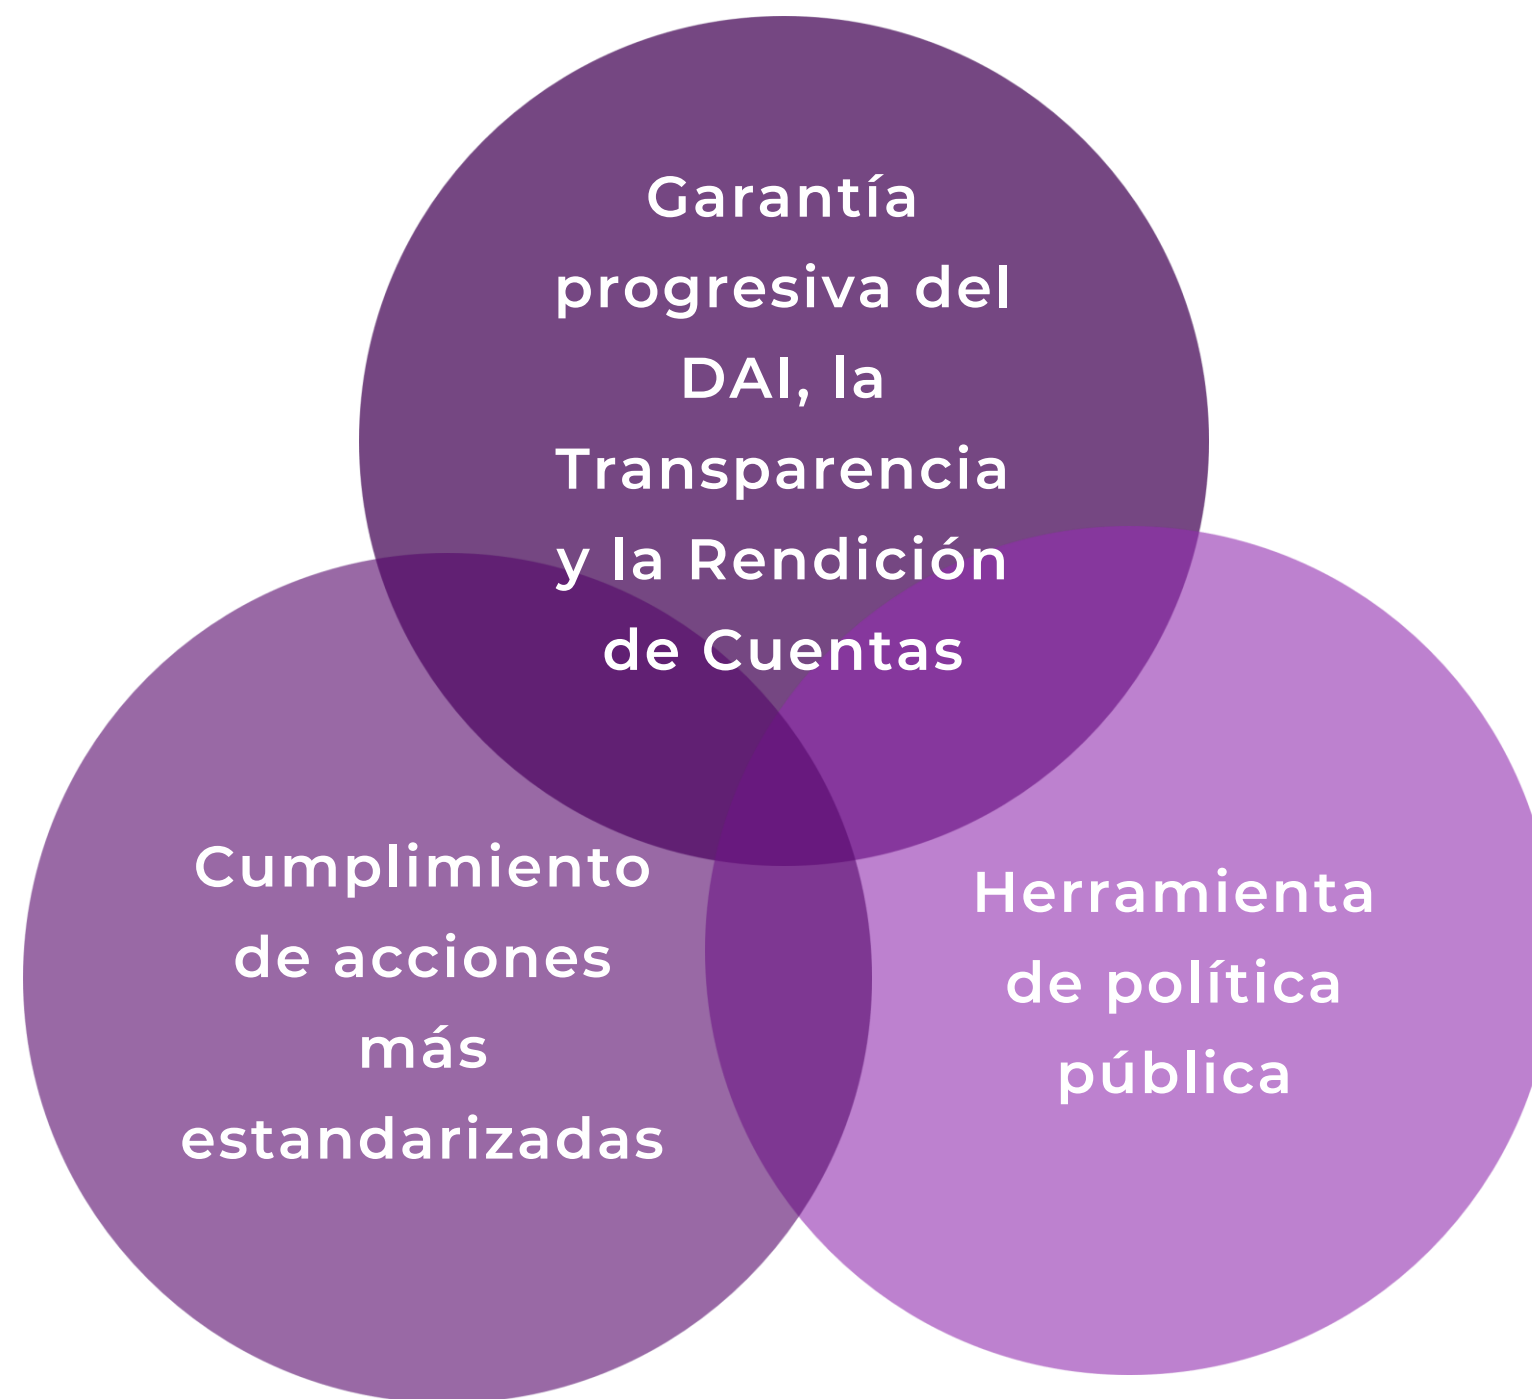 Garantía
progresiva del
DAI, la
Transparencia
y la Rendición
de Cuentas
Cumplimiento
de acciones
más
estandarizadas
Herramienta
de política
pública